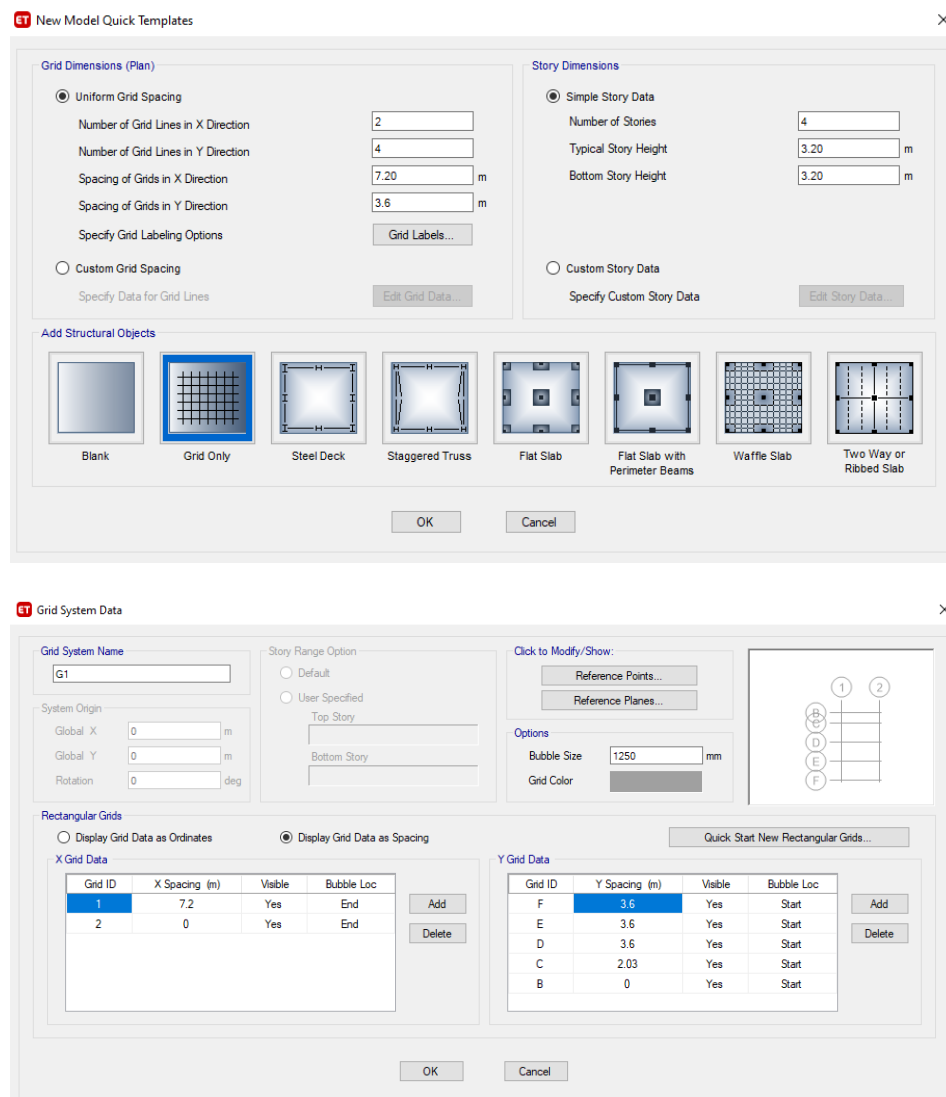 ET New Model Quick Templates
Grid Dimensions (Plan)
Uniform Grid Spacing
Number of Grid Lines in X Direction 2
Number of Grid Lines in Y Direction 4
Spacing of Grids in X Direction 7.20 m
Spacing of Grids in Y Direction 3.6 m
Specify Grid Labeling Options Grid Labels...
Custom Grid Spacing
Specify Data for Grid Lines Edit Grid Data...
Story Dimensions
Simple Story Data
Number of Stories 4
Typical Story Height 3.20 m
Bottom Story Height 3.20 m
Custom Story Data
Specify Custom Story Data Edit Story Data...
Add Structural Objects
Blank
Grid Only
Steel Deck
Staggered Truss
Flat Slab
Flat Slab with
Perimeter Beams
Waffle Slab
Two Way or
Ribbed Slab
OK Cancel
ET Grid System Data
Grid System Name
G1
System Origin
Global X 0 m
Global Y 0 m
Rotation 0 deg
Story Range Option
Default
User Specified
Top Story
Bottom Story
Click to Modify/Show:
Reference Points...
Reference Planes...
Options
Bubble Size 1250 mm
Grid Color
1 2
B
C
D
E
F
Rectangular Grids
Display Grid Data as Ordinates Display Grid Data as Spacing Quick Start New Rectangular Grids...
X Grid Data
Grid ID X Spacing (m) Visible Bubble Loc
1 7.2 Yes End
2 0 Yes End
Add
Delete
Y Grid Data
Grid ID Y Spacing (m) Visible Bubble Loc
F 3.6 Yes Start
E 3.6 Yes Start
D 3.6 Yes Start
C 2.03 Yes Start
B 0 Yes Start
Add
Delete
OK Cancel